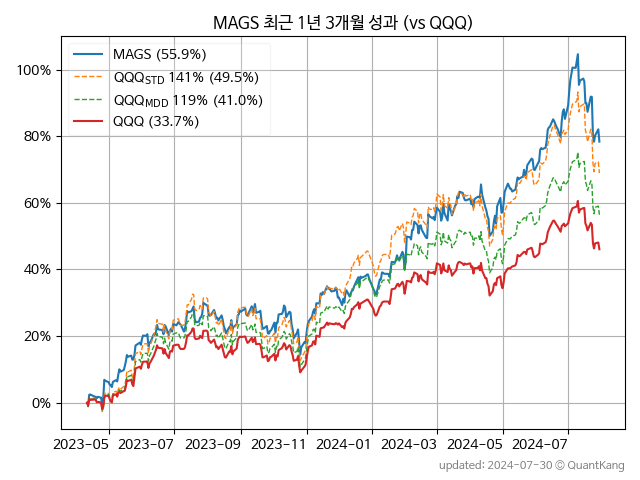 MAGS 최근 1년 3개월 성과 (vs QQQ)
MAGS (55.9%)
QQQSTD 141% (49.5%)
QQQMDD 119% (41.0%)
QQQ (33.7%)
100%
80%
60%
40%
20%
0%
2023-05 2023-07 2023-09 2023-11 2024-01 2024-03 2024-05 2024-07
updated: 2024-07-30 © QuantKang